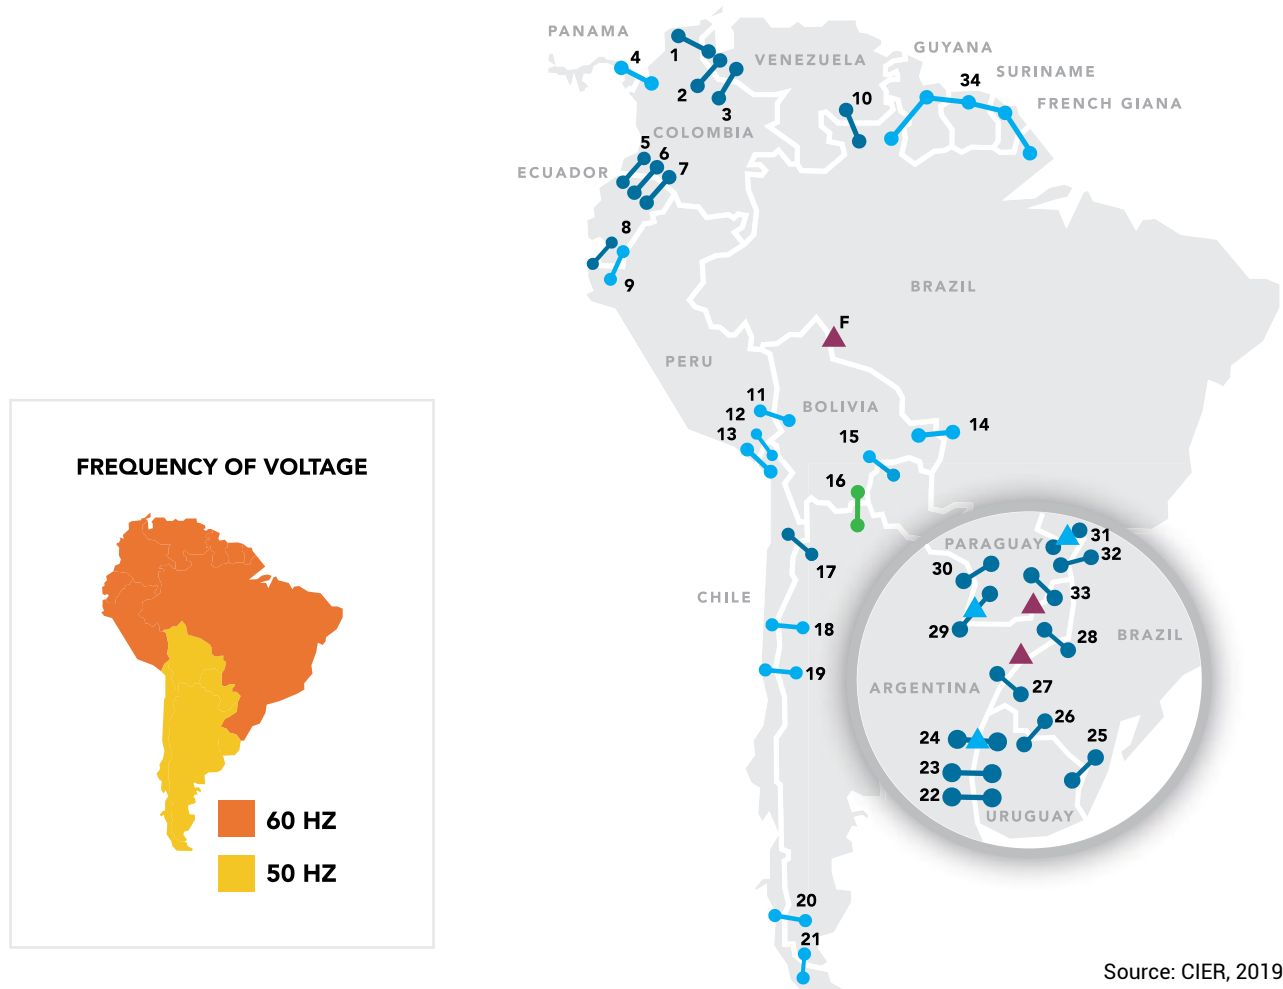 PANAMA
4
1
2
3
VENEZUELA
GUYANA
SURINAME
34
FRENCH GIANA
10
COLOMBIA
5
6
7
ECUADOR
8
9
BRAZIL
F
PERU
11
12
13
BOLIVIA
14
15
16
17
CHILE
18
19
20
21
PARAGUAY
31
32
30
33
29
28
BRAZIL
ARGENTINA
27
26
25
24
23
22
URUGUAY
FREQUENCY OF VOLTAGE
60 HZ
50 HZ
Source: CIER, 2019